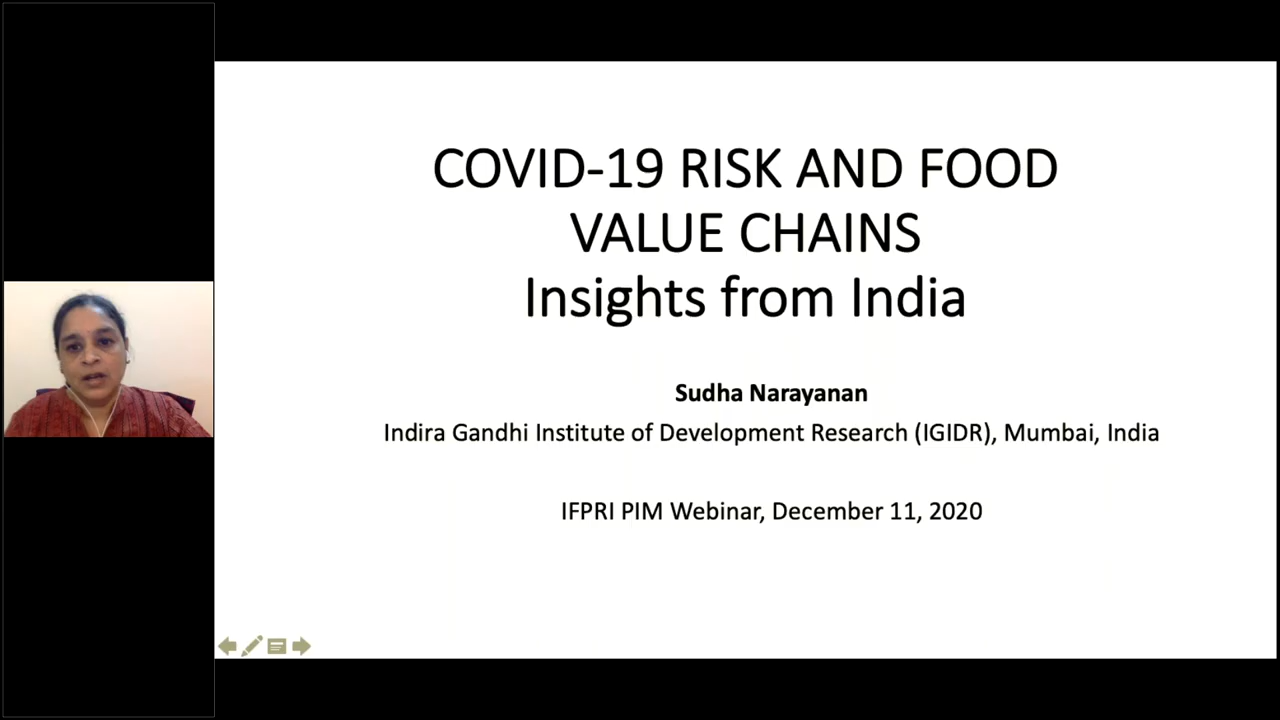 COVID-19 RISK AND FOOD
VALUE CHAINS
Insights from India
Sudha Narayanan
Indira Gandhi Institute of Development Research (IGIDR), Mumbai, India
IFPRI PIM Webinar, December 11, 2020